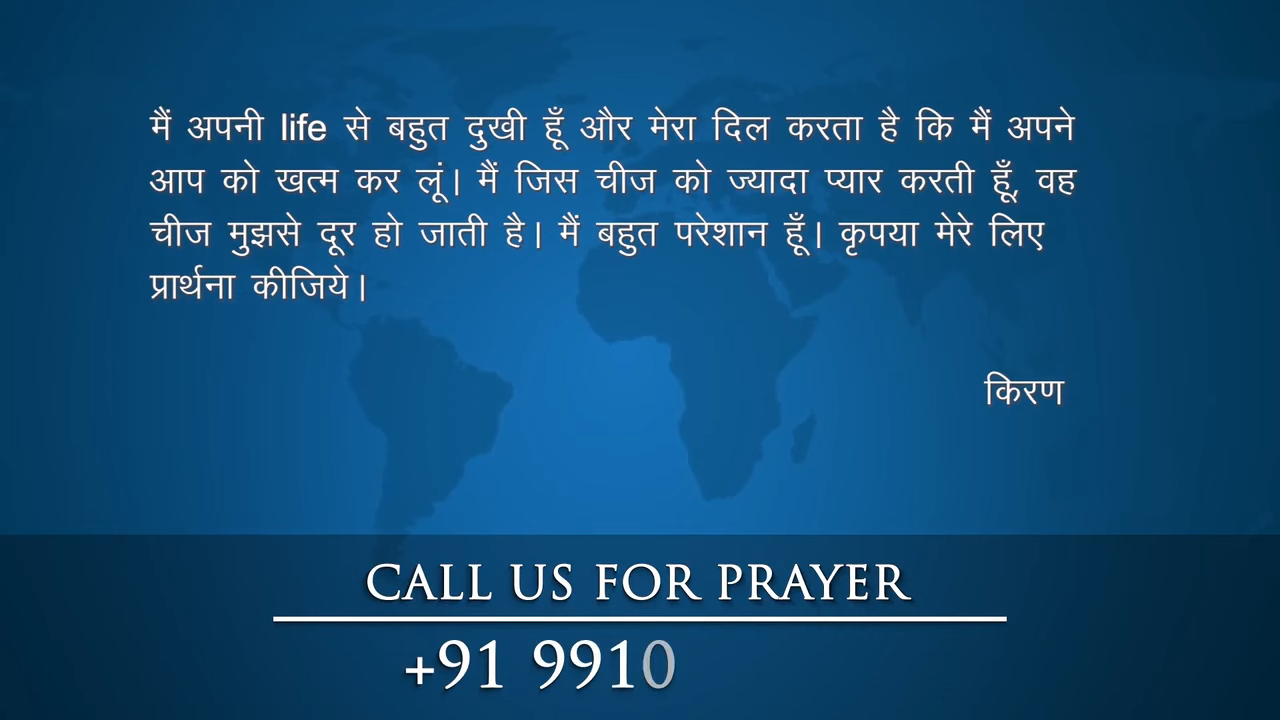 मैं अपनी life से बहुत दुखी हूँ और मेरा दिल करता है कि मैं अपने
आप को खत्म कर लूं। मैं जिस चीज को ज्यादा प्यार करती हूँ, वह
चीज मुझसे दूर हो जाती है। मैं बहुत परेशान हूँ। कृपया मेरे लिए
प्रार्थना कीजिये।
किरण
CALL US FOR PRAYER
+91 9910